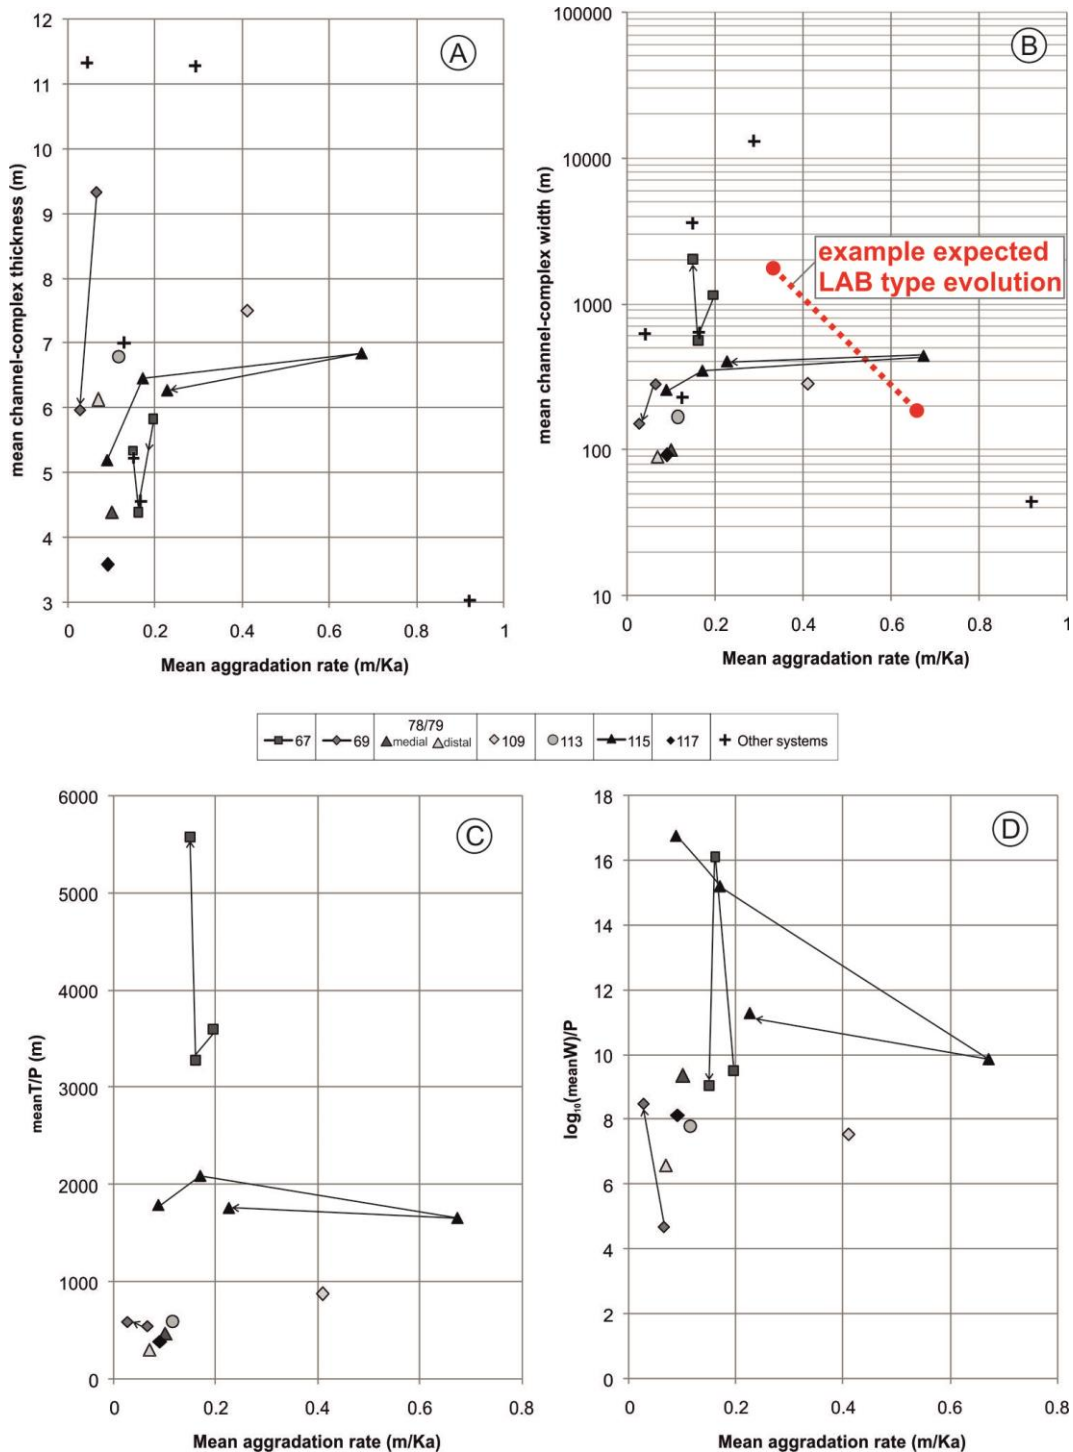 12
11
10
9
8
7
6
5
4
3
mean channel-complex thickness (m)
A
0 0.2 0.4 0.6 0.8 1
Mean aggradation rate (m/Ka)
100000
10000
1000
100
10
mean channel-complex width (m)
B
example expected
LAB type evolution
0 0.2 0.4 0.6 0.8 1
Mean aggradation rate (m/Ka)
78/79
67 69 medial distal 109 113 115 117 Other systems
6000
5000
4000
3000
2000
1000
0
meanT/P (m)
C
0 0.2 0.4 0.6 0.8
Mean aggradation rate (m/Ka)
18
16
14
12
10
8
6
4
2
0
log₁₀(meanW)/P
D
0 0.2 0.4 0.6 0.8
Mean aggradation rate (m/Ka)